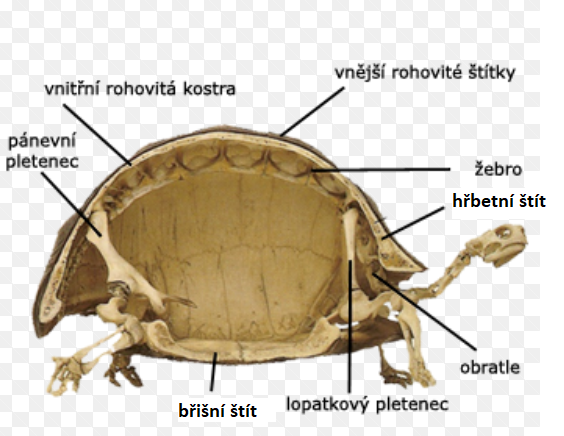 vnější rohovité štítky
vnitřní rohovitá kostra
pánevní
pletenec
žebro
hřbetní štít
obratle
lopatkový pletenec
břišní štít